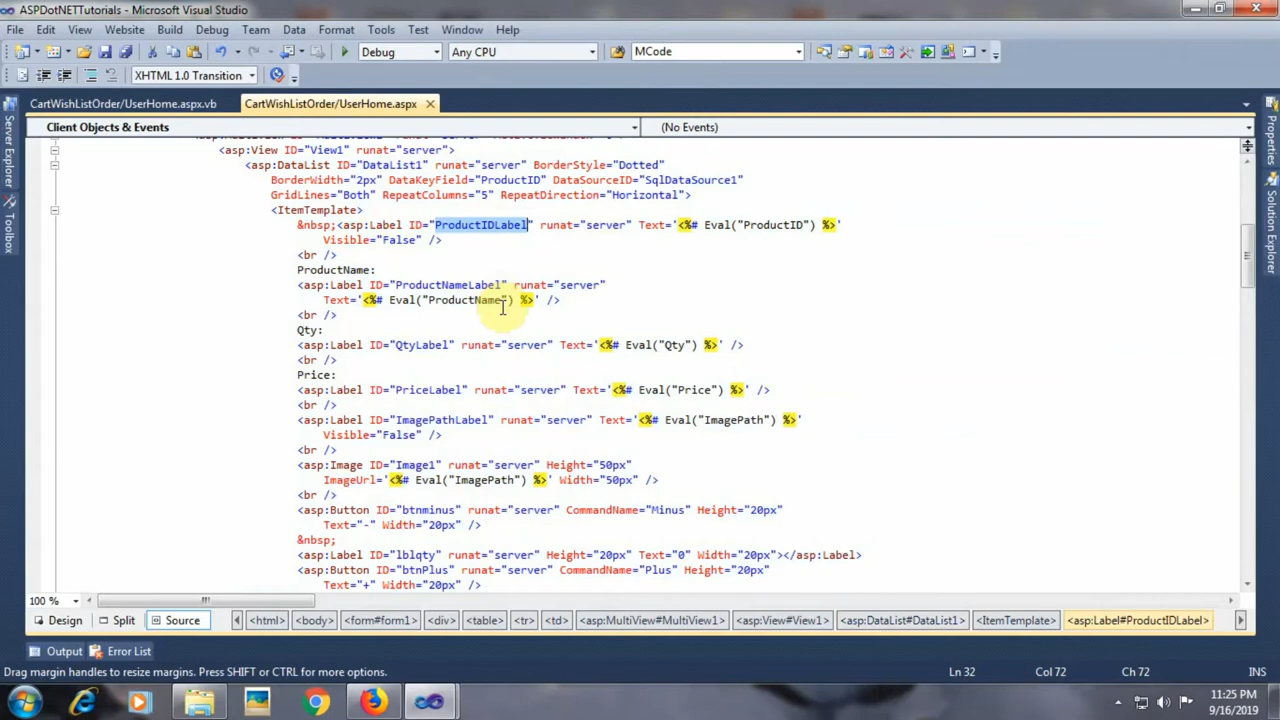 ASPDotNETTutorials - Microsoft Visual Studio
File Edit View Website Build Debug Team Data Format Tools Test Window Help
Debug Any CPU MCode
XHTML 1.0 Transition
CartWishListOrder/UserHome.aspx.vb CartWishListOrder/UserHome.aspx
Client Objects & Events (No Events)
Server Explorer
Toolbox
Properties
Solution Explorer
<asp:View ID="View1" runat="server">
<asp:DataList ID="DataList1" runat="server" BorderStyle="Dotted"
BorderWidth="2px" DataKeyField="ProductID" DataSourceID="SqlDataSource1"
GridLines="Both" RepeatColumns="5" RepeatDirection="Horizontal">
<ItemTemplate>
&nbsp;<asp:Label ID="ProductIDLabel" runat="server" Text='<%# Eval("ProductID") %>'
Visible="False" />
<br />
ProductName:
<asp:Label ID="ProductNameLabel" runat="server"
Text='<%# Eval("ProductName") %>' />
<br />
Qty:
<asp:Label ID="QtyLabel" runat="server" Text='<%# Eval("Qty") %>' />
<br />
Price:
<asp:Label ID="PriceLabel" runat="server" Text='<%# Eval("Price") %>' />
<br />
<asp:Label ID="ImagePathLabel" runat="server" Text='<%# Eval("ImagePath") %>'
Visible="False" />
<br />
<asp:Image ID="Image1" runat="server" Height="50px"
ImageUrl='<%# Eval("ImagePath") %>' Width="50px" />
<br />
<asp:Button ID="btnminus" runat="server" CommandName="Minus" Height="20px"
Text="-" Width="20px" />
&nbsp;
<asp:Label ID="lblqty" runat="server" Height="20px" Text="0" Width="20px"></asp:Label>
<asp:Button ID="btnPlus" runat="server" CommandName="Plus" Height="20px"
Text="+" Width="20px" />
100 %
Design Split Source <html> <body> <form#form1> <div> <table> <tr> <td> <asp:MultiView#MultiView1> <asp:View#View1> <asp:DataList#DataList1> <ItemTemplate> <asp:Label#ProductIDLabel>
Output Error List
Drag margin handles to resize margins. Press SHIFT or CTRL for more options. Ln 32 Col 72 Ch 72 INS
11:25 PM
9/16/2019